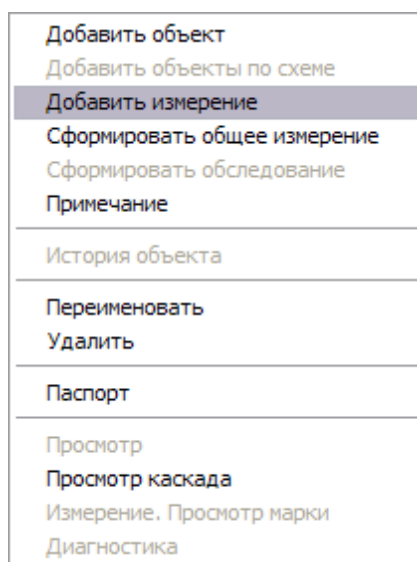 Добавить объект
Добавить объекты по схеме
Добавить измерение
Сформировать общее измерение
Сформировать обследование
Примечание
История объекта
Переименовать
Удалить
Паспорт
Просмотр
Просмотр каскада
Измерение. Просмотр марки
Диагностика